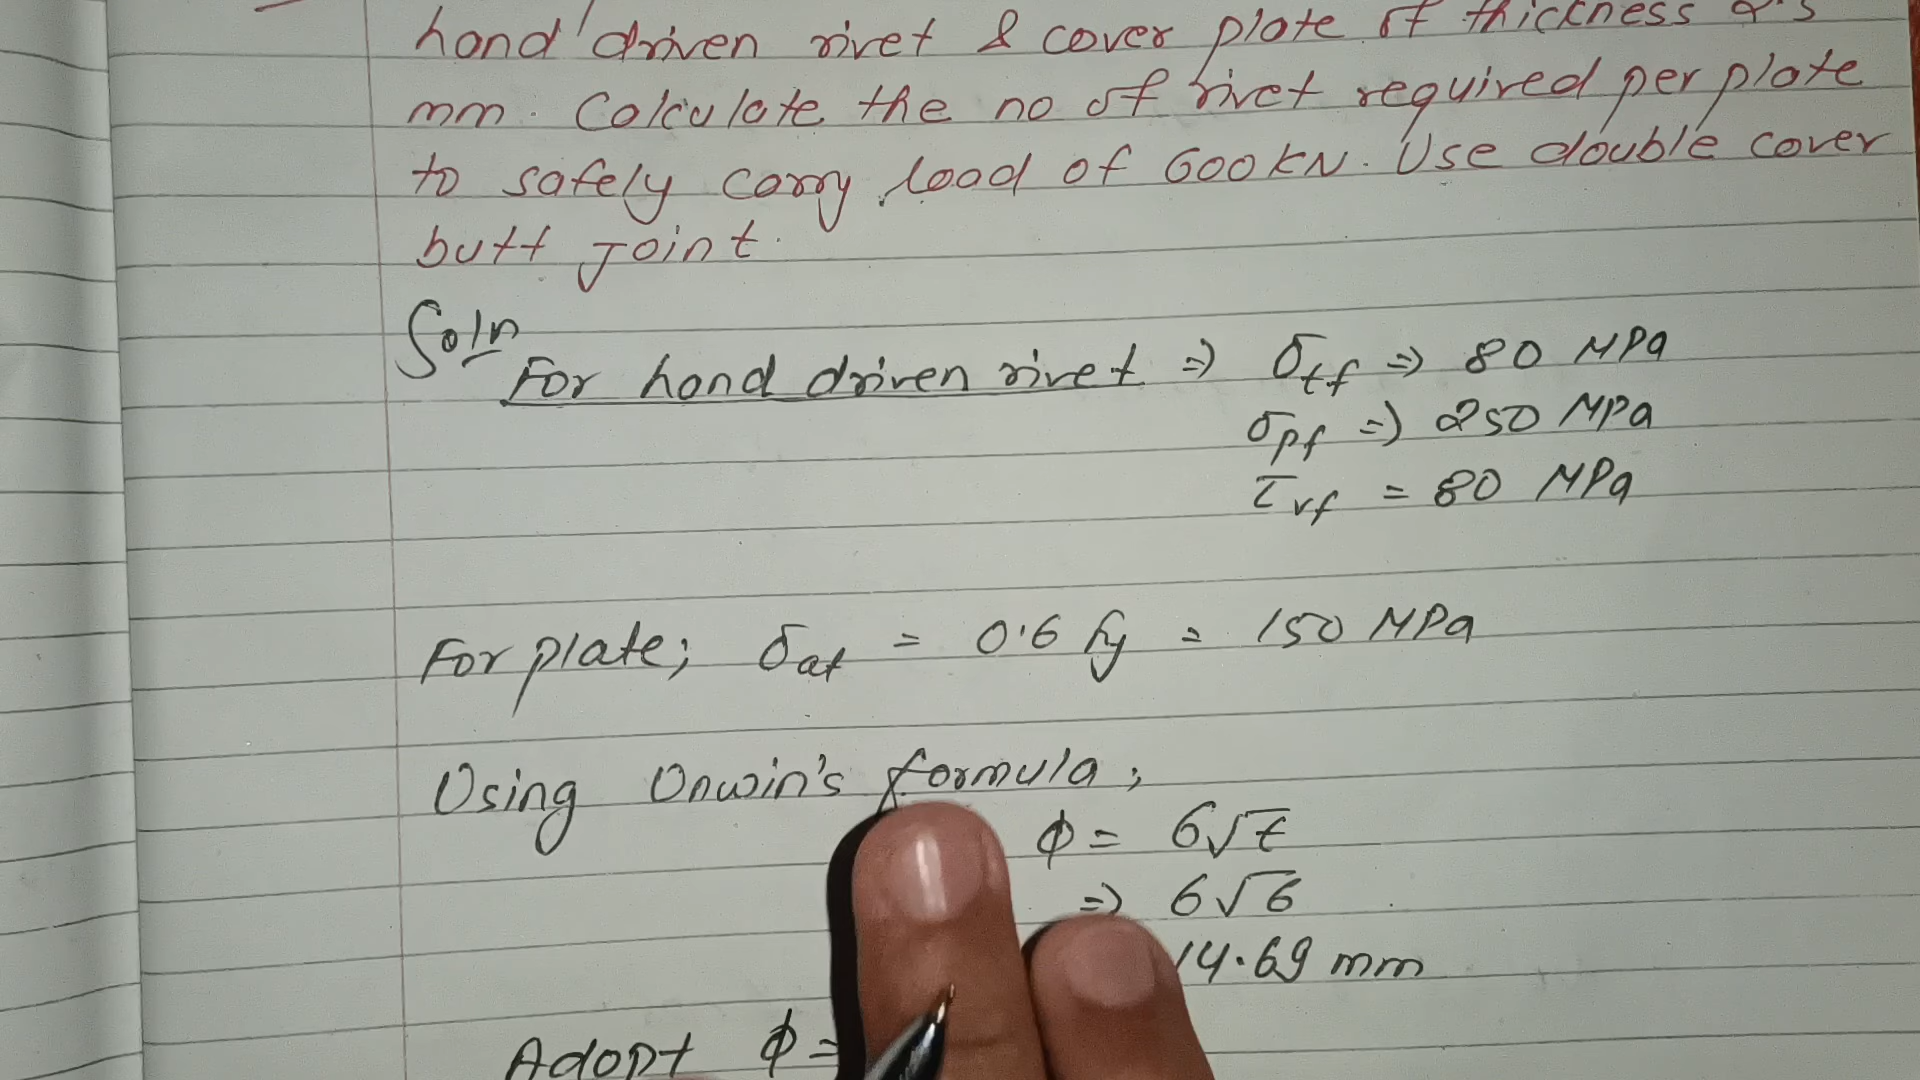 hand driven rivet & cover plate of thickness 2.5
mm. Calculate the no of rivet required per plate
to safely carry load of 600 kN. Use double cover
butt joint.
Soln
For hand driven rivet => σtf => 80 MPa
σpf => 250 MPa
τvf = 80 MPa
For plate; σat = 0.6 fy = 150 MPa
Using Unwin's formula,
ϕ = 6√t
=> 6√6
14.69 mm
Adopt ϕ =